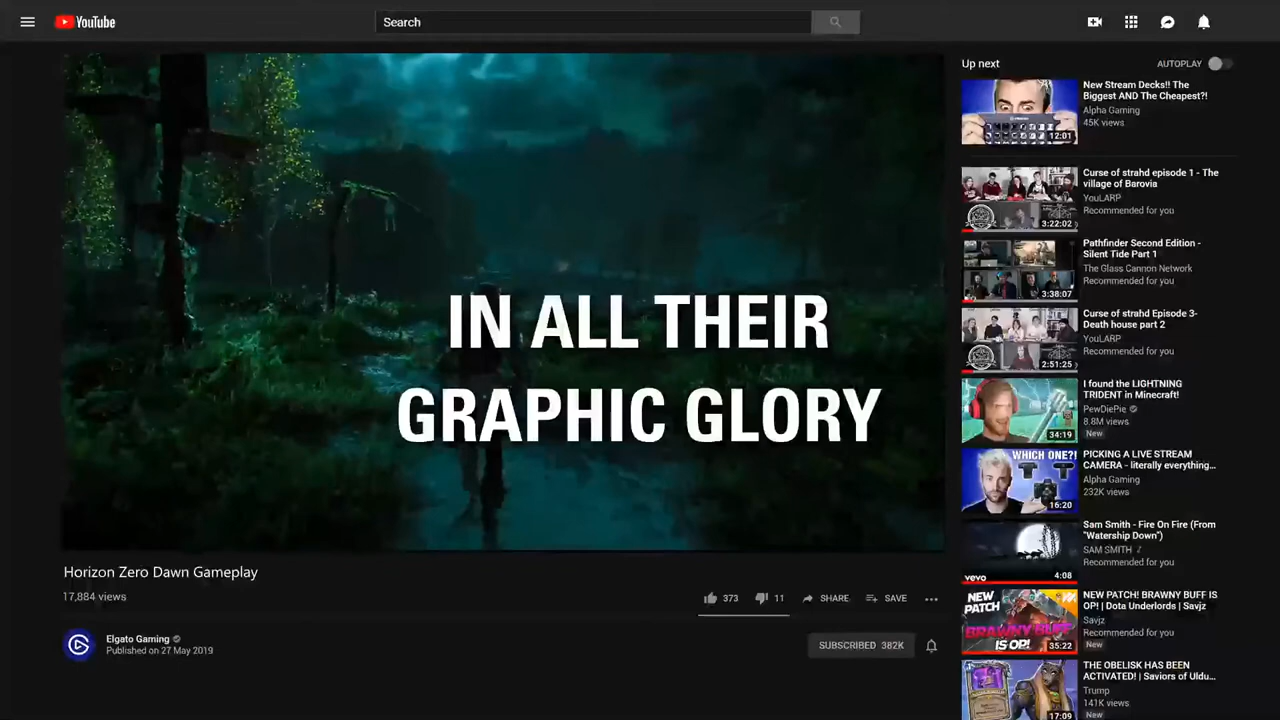 YouTube
Search
IN ALL THEIR
GRAPHIC GLORY
Horizon Zero Dawn Gameplay
17,884 views
373
11
SHARE
SAVE
Elgato Gaming
Published on 27 May 2019
SUBSCRIBED 382K
Up next
AUTOPLAY
12:01
New Stream Decks!! The
Biggest AND The Cheapest?!
Alpha Gaming
45K views
3:22:02
Curse of strahd episode 1 - The
village of Barovia
YouLARP
Recommended for you
3:38:07
Pathfinder Second Edition -
Silent Tide Part 1
The Glass Cannon Network
Recommended for you
2:51:25
Curse of strahd Episode 3-
Death house part 2
YouLARP
Recommended for you
34:19
I found the LIGHTNING
TRIDENT in Minecraft!
PewDiePie
8.8M views
New
WHICH ONE?!
16:20
PICKING A LIVE STREAM
CAMERA - literally everything...
Alpha Gaming
232K views
vevo
4:08
Sam Smith - Fire On Fire (From
"Watership Down")
SAM SMITH
Recommended for you
NEW
PATCH!
BRAWNY BUFF
IS OP!
35:22
NEW PATCH! BRAWNY BUFF IS
OP! | Dota Underlords | Savjz
Savjz
Recommended for you
New
17:09
THE OBELISK HAS BEEN
ACTIVATED! | Saviors of Uldu...
Trump
141K views
New